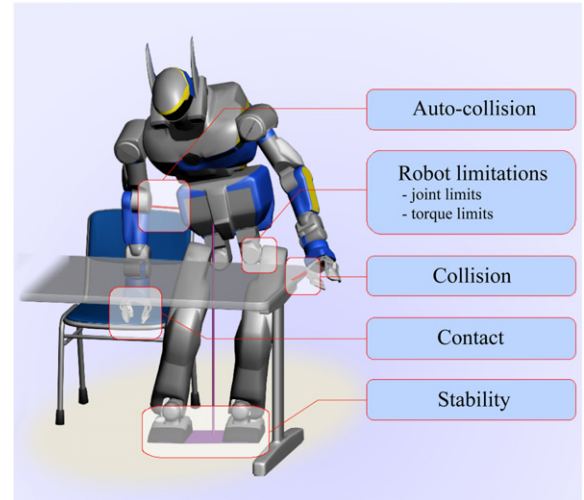 Auto-collision
Robot limitations
- joint limits
- torque limits
Collision
Contact
Stability